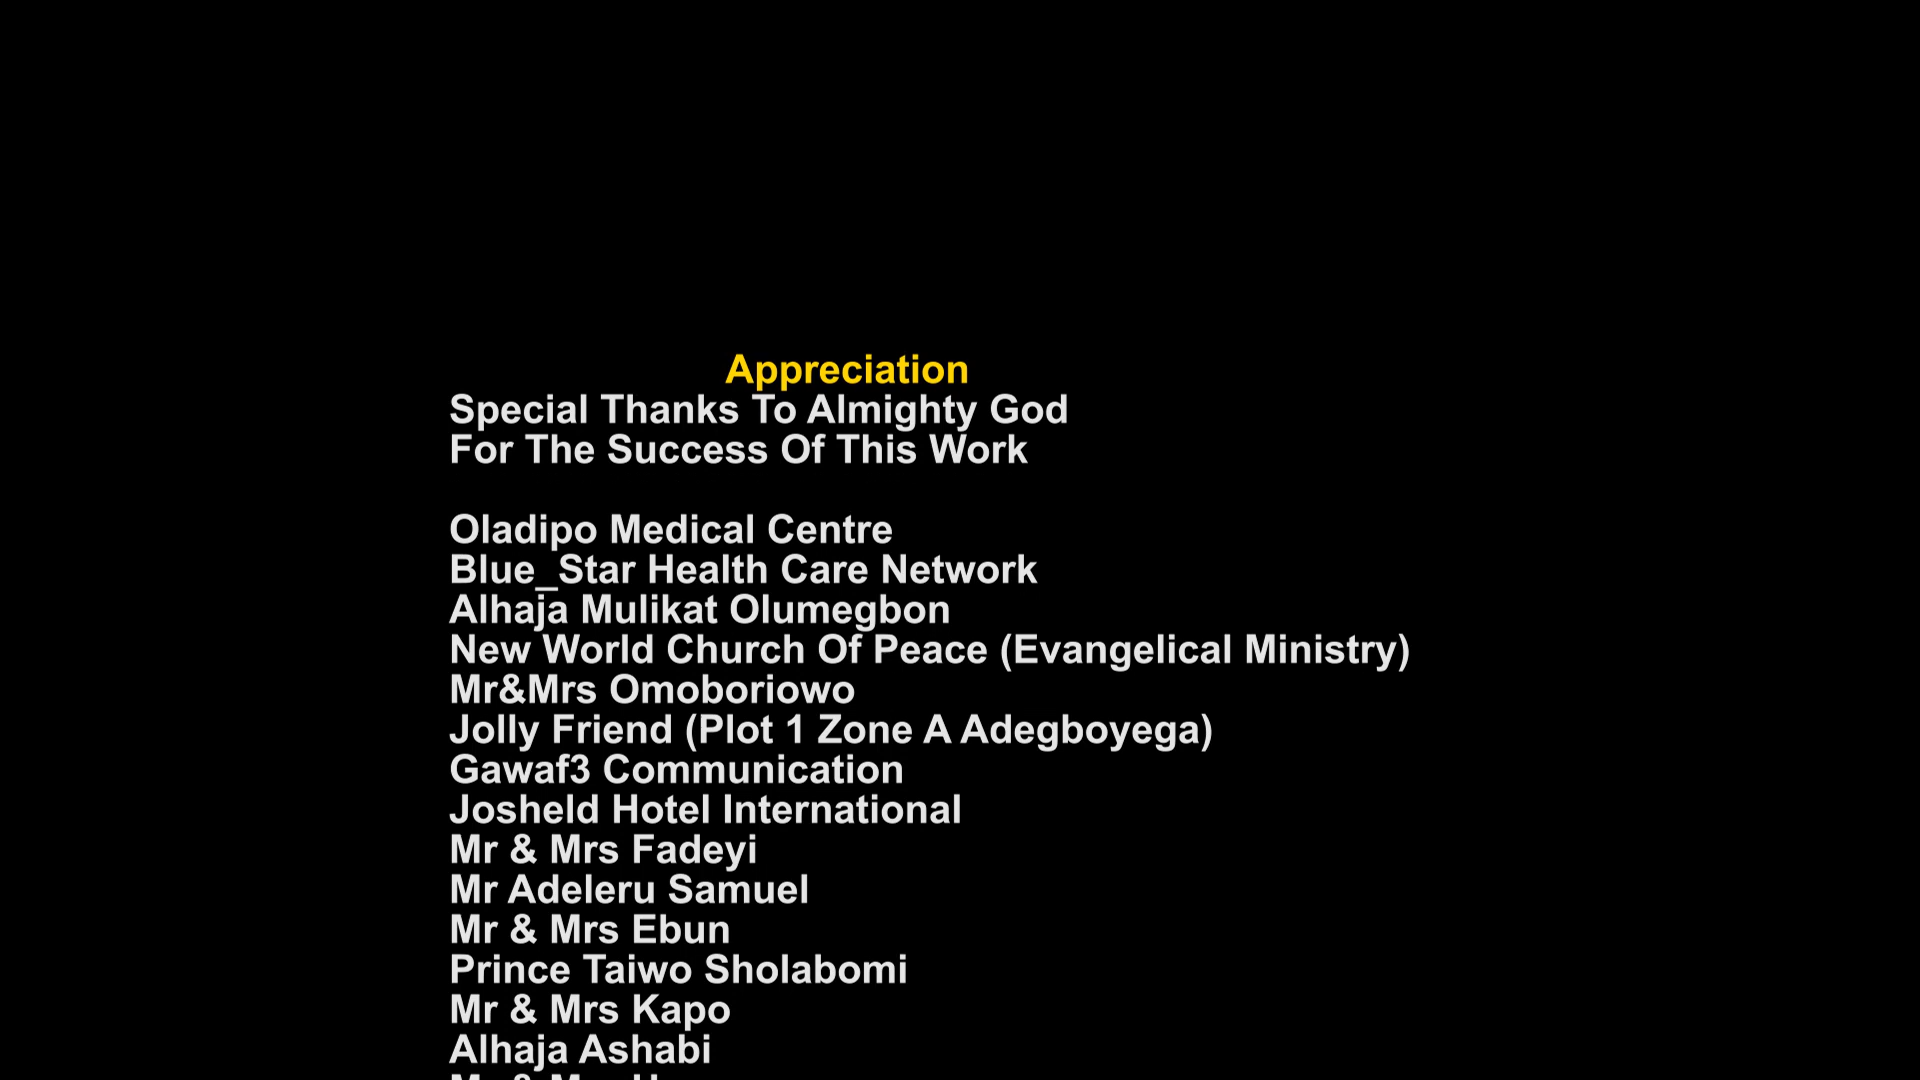 Appreciation
Special Thanks To Almighty God
For The Success Of This Work
Oladipo Medical Centre
Blue_Star Health Care Network
Alhaja Mulikat Olumegbon
New World Church Of Peace (Evangelical Ministry)
Mr&Mrs Omoboriowo
Jolly Friend (Plot 1 Zone A Adegboyega)
Gawaf3 Communication
Josheld Hotel International
Mr & Mrs Fadeyi
Mr Adeleru Samuel
Mr & Mrs Ebun
Prince Taiwo Sholabomi
Mr & Mrs Kapo
Alhaja Ashabi